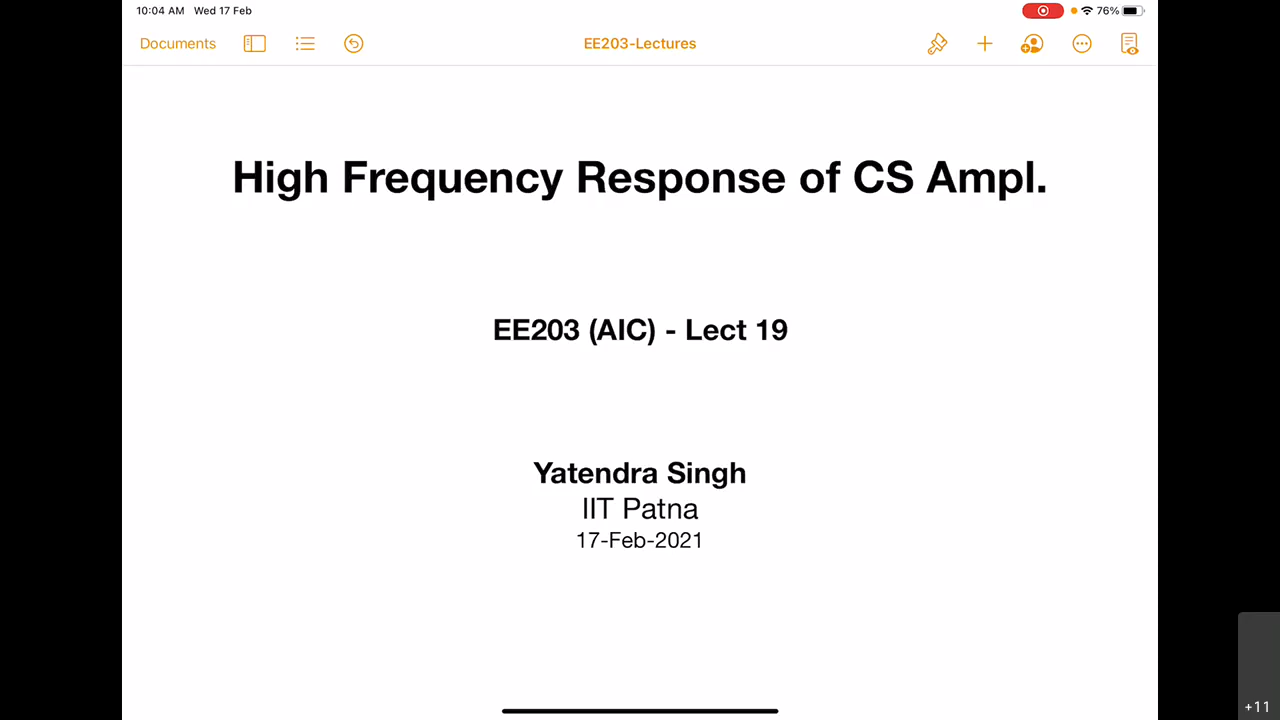 10:04 AM Wed 17 Feb
76%
Documents
EE203-Lectures
High Frequency Response of CS Ampl.
EE203 (AIC) - Lect 19
Yatendra Singh
IIT Patna
17-Feb-2021
+11